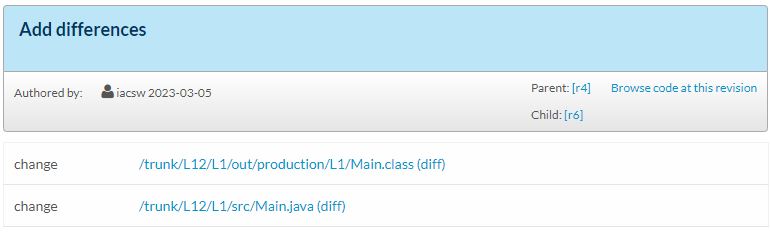 Add differences
Authored by: iacsw 2023-03-05
Parent: [r4] Browse code at this revision
Child: [r6]
change /trunk/L12/L1/out/production/L1/Main.class (diff)
change /trunk/L12/L1/src/Main.java (diff)